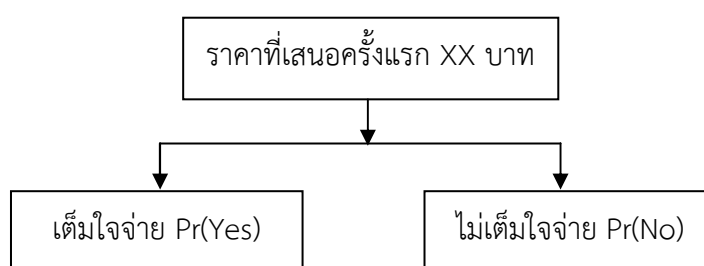 ราคาที่เสนอครั้งแรก XX บาท
เต็มใจจ่าย Pr(Yes)
ไม่เต็มใจจ่าย Pr(No)